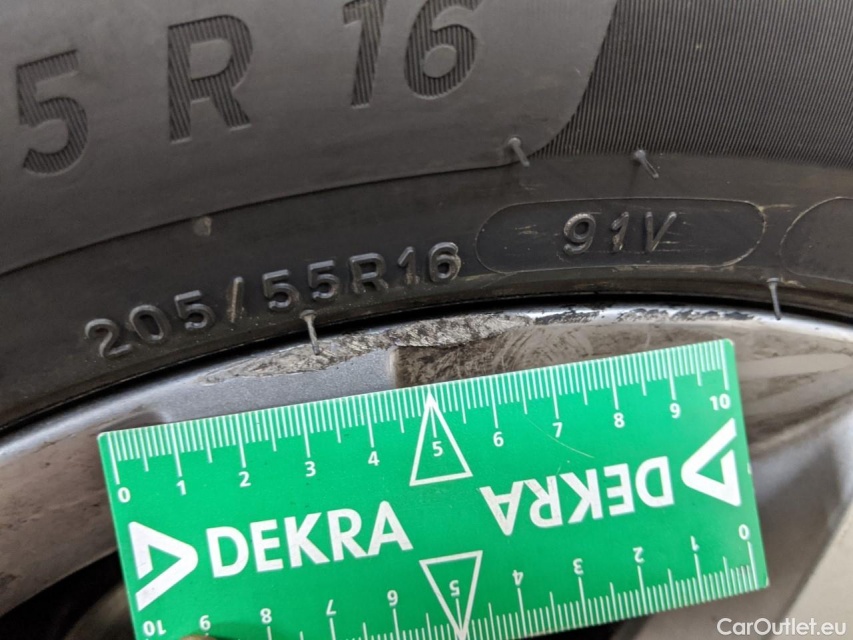 5 R 16
205/55R16 91V
0 1 2 3 4 5 6 7 8 9 10
DEKRA DEKRA
10 9 8 7 6 5 4 3 2 1 0
CarOutlet.eu